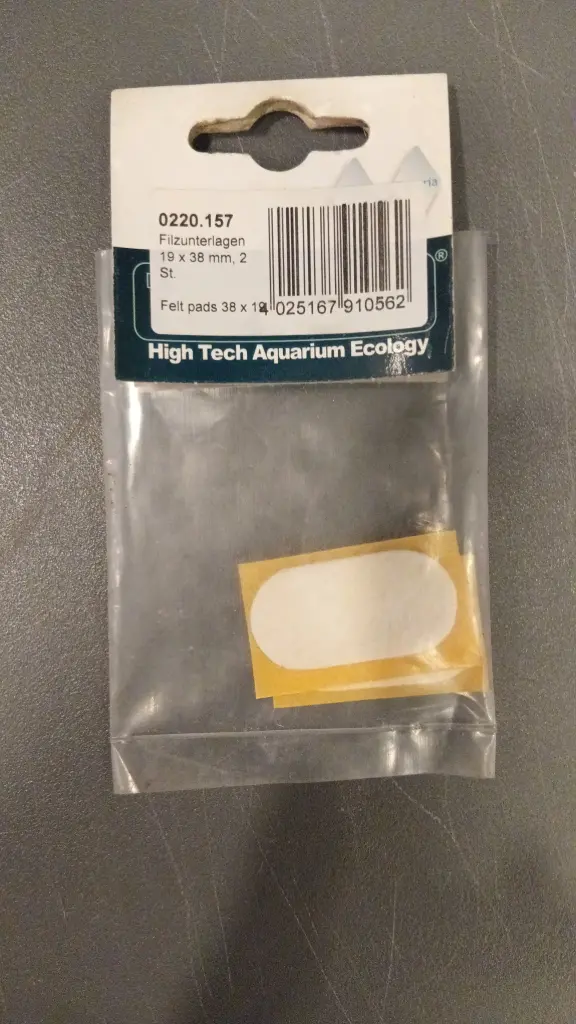 0220.157
Filzunterlagen
19 x 38 mm, 2
St.
Felt pads 38 x 19
4 025167 910562
®
High Tech Aquarium Ecology